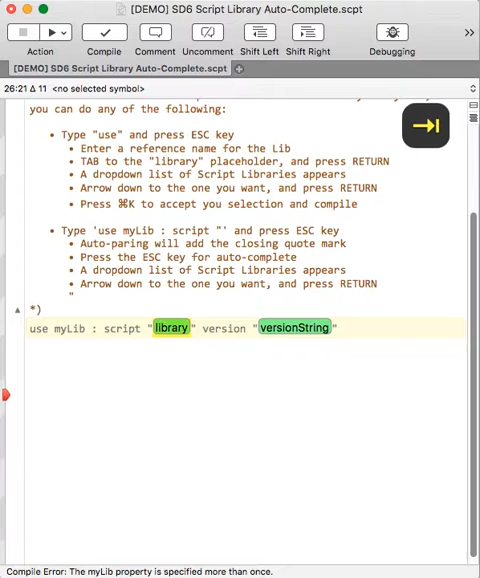 [DEMO] SD6 Script Library Auto-Complete.scpt
Action Compile Comment Uncomment Shift Left Shift Right Debugging
[DEMO] SD6 Script Library Auto-Complete.scpt
26:21 Δ 11 <no selected symbol>
you can do any of the following:
• Type "use" and press ESC key
• Enter a reference name for the Lib
• TAB to the "library" placeholder, and press RETURN
• A dropdown list of Script Libraries appears
• Arrow down to the one you want, and press RETURN
• Press ⌘K to accept you selection and compile
• Type 'use myLib : script "' and press ESC key
• Auto-paring will add the closing quote mark
• Press the ESC key for auto-complete
• A dropdown list of Script Libraries appears
• Arrow down to the one you want, and press RETURN
"
*)
use myLib : script "library" version "versionString"
Compile Error: The myLib property is specified more than once.